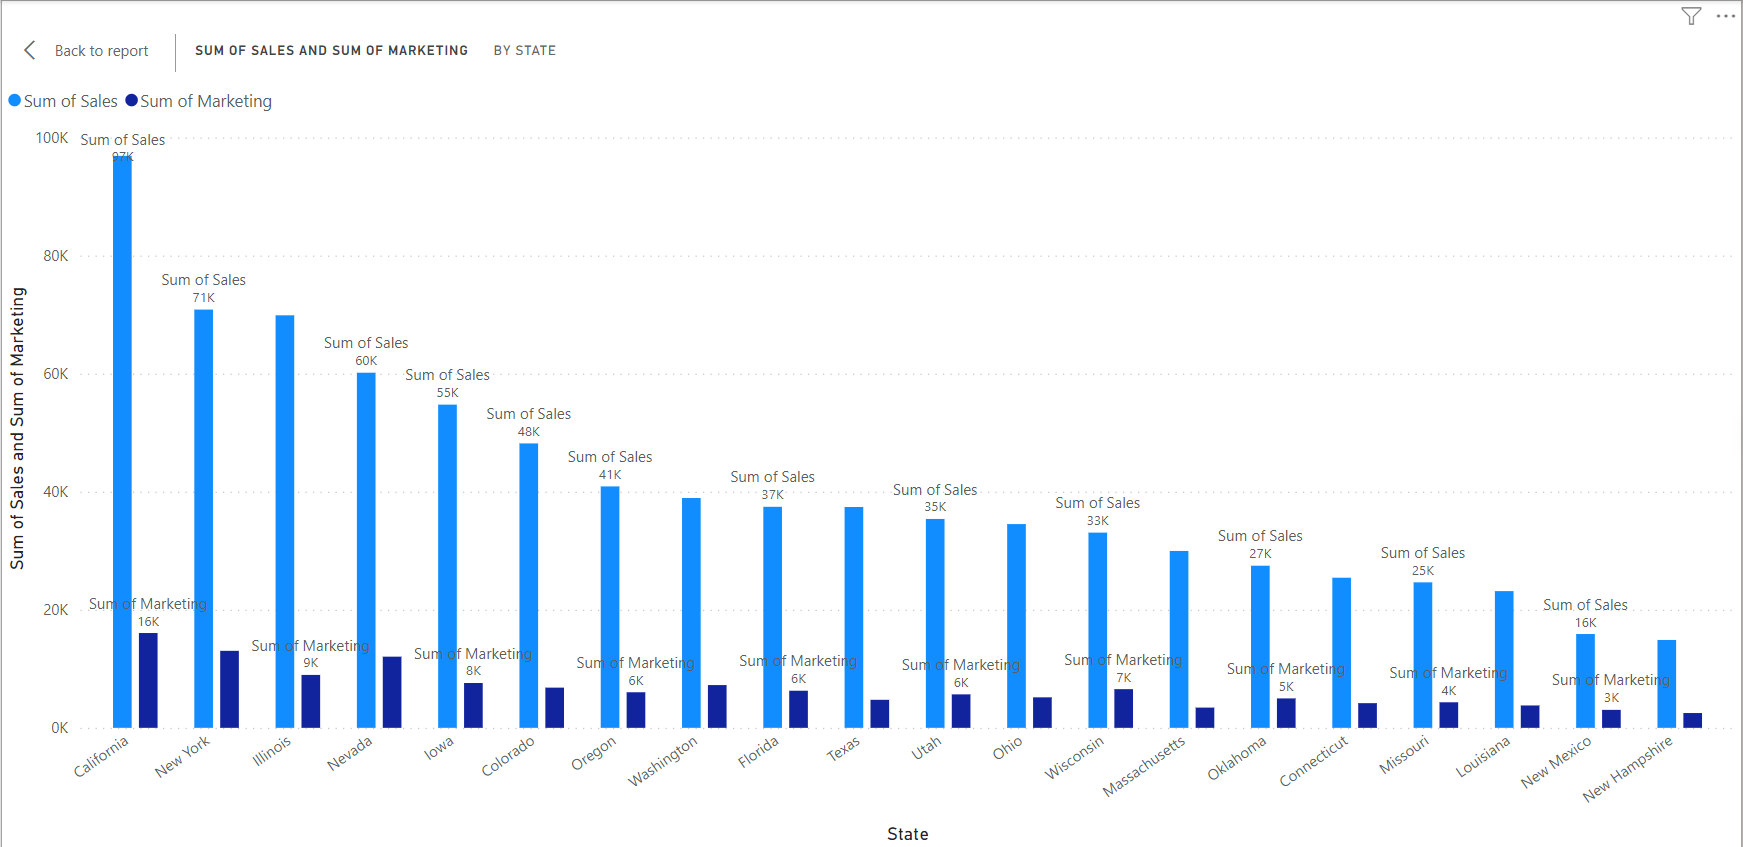 Back to report
SUM OF SALES AND SUM OF MARKETING
BY STATE
Sum of Sales
Sum of Marketing
Sum of Sales and Sum of Marketing
100K
80K
60K
40K
20K
0K
Sum of Sales
97K
Sum of Marketing
16K
Sum of Sales
71K
Sum of Marketing
9K
Sum of Sales
60K
Sum of Sales
55K
Sum of Marketing
8K
Sum of Sales
48K
Sum of Sales
41K
Sum of Marketing
6K
Sum of Sales
37K
Sum of Marketing
6K
Sum of Sales
35K
Sum of Marketing
6K
Sum of Sales
33K
Sum of Marketing
7K
Sum of Sales
27K
Sum of Marketing
5K
Sum of Sales
25K
Sum of Marketing
4K
Sum of Sales
16K
Sum of Marketing
3K
California
New York
Illinois
Nevada
Iowa
Colorado
Oregon
Washington
Florida
Texas
Utah
Ohio
Wisconsin
Massachusetts
Oklahoma
Connecticut
Missouri
Louisiana
New Mexico
New Hampshire
State